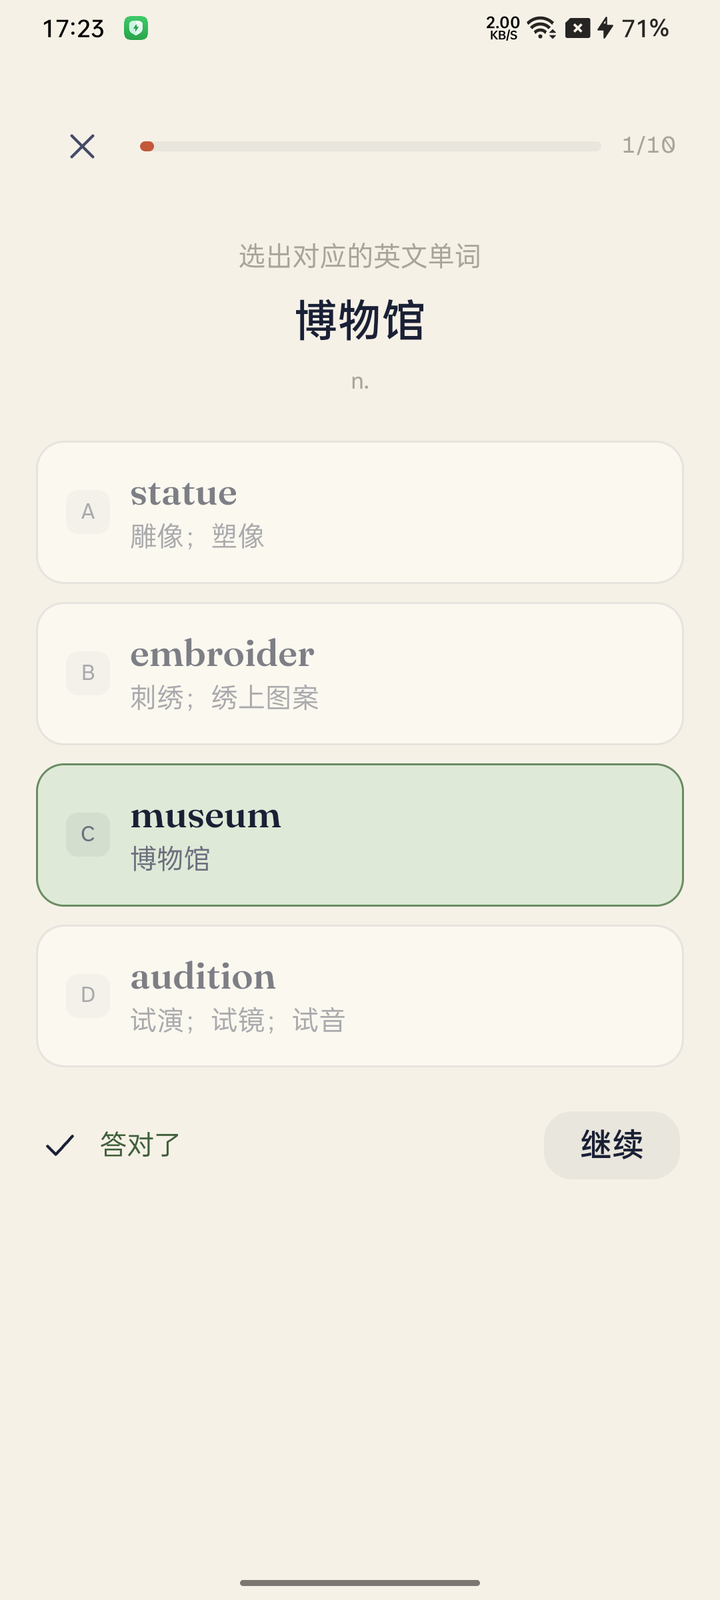 17:23
2.00
KB/S
71%
1/10
选出对应的英文单词
博物馆
n.
A
statue
雕像；塑像
B
embroider
刺绣；绣上图案
C
museum
博物馆
D
audition
试演；试镜；试音
答对了
继续